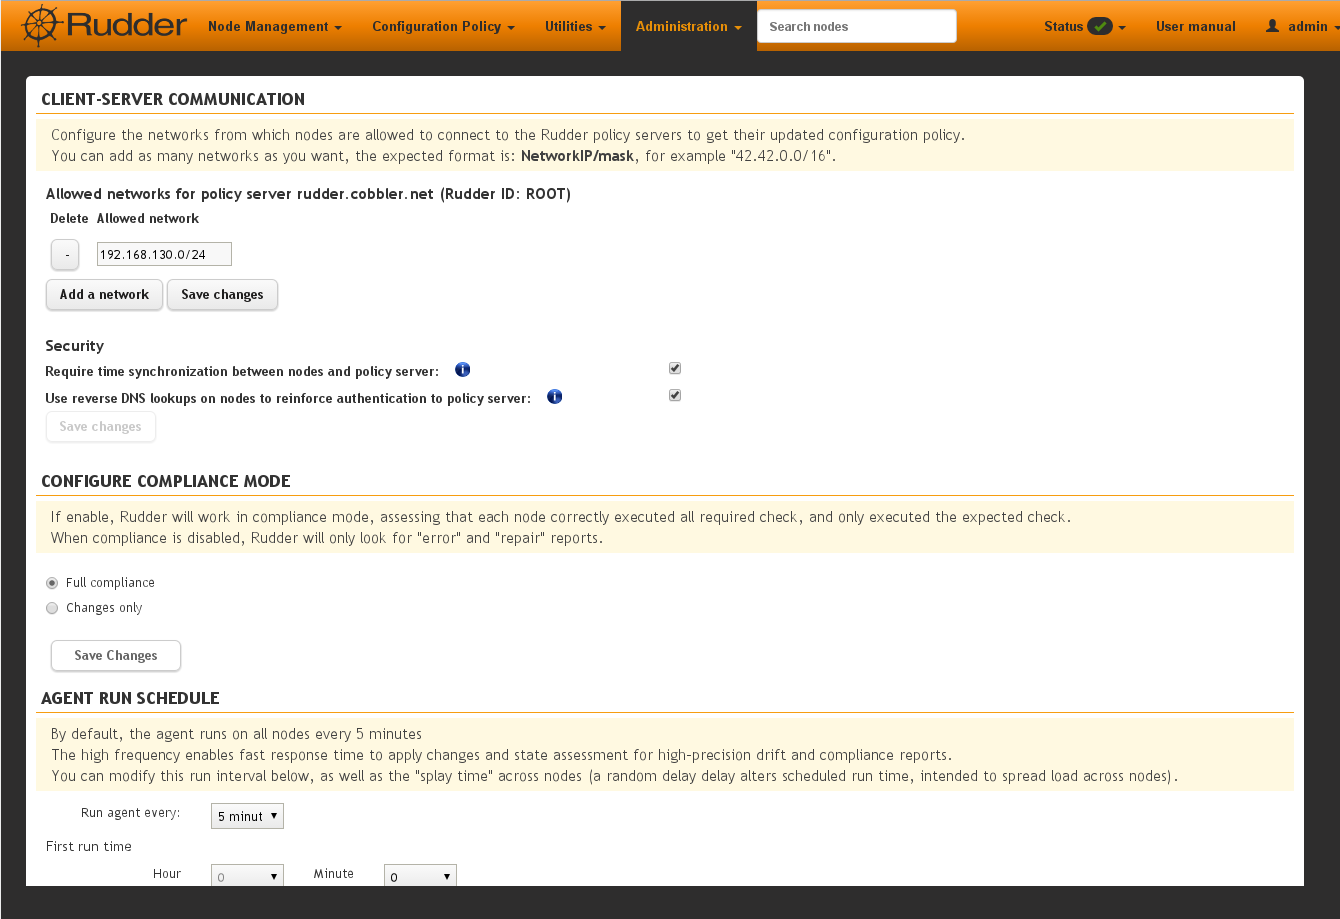 Rudder
Node Management
Configuration Policy
Utilities
Administration
Search nodes
Status
User manual
admin
CLIENT-SERVER COMMUNICATION
Configure the networks from which nodes are allowed to connect to the Rudder policy servers to get their updated configuration policy.
You can add as many networks as you want, the expected format is: NetworkIP/mask, for example "42.42.0.0/16".
Allowed networks for policy server rudder.cobbler.net (Rudder ID: ROOT)
Delete Allowed network
- 192.168.130.0/24
Add a network Save changes
Security
Require time synchronization between nodes and policy server: i
Use reverse DNS lookups on nodes to reinforce authentication to policy server: i
Save changes
CONFIGURE COMPLIANCE MODE
If enable, Rudder will work in compliance mode, assessing that each node correctly executed all required check, and only executed the expected check.
When compliance is disabled, Rudder will only look for "error" and "repair" reports.
Full compliance
Changes only
Save Changes
AGENT RUN SCHEDULE
By default, the agent runs on all nodes every 5 minutes
The high frequency enables fast response time to apply changes and state assessment for high-precision drift and compliance reports.
You can modify this run interval below, as well as the "splay time" across nodes (a random delay delay alters scheduled run time, intended to spread load across nodes).
Run agent every: 5 minut
First run time
Hour 0 Minute 0